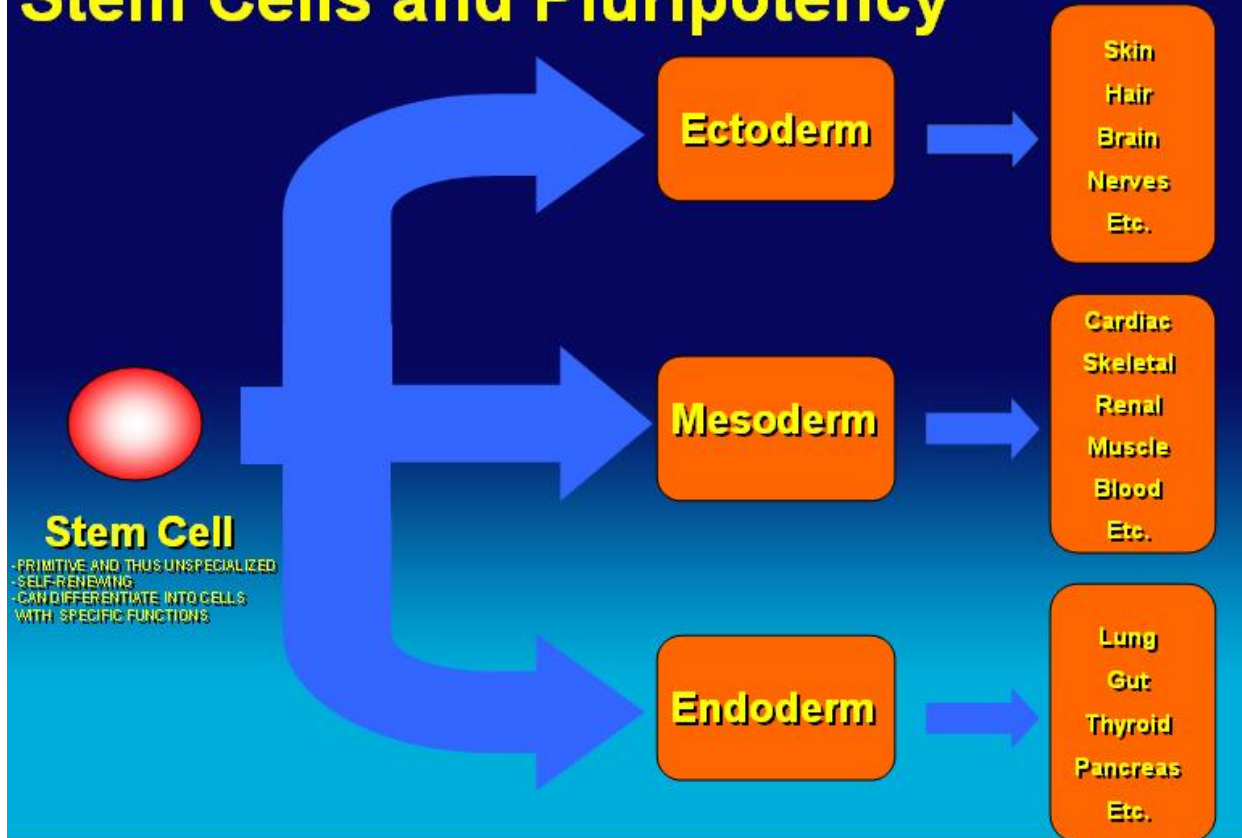 Stem Cells and Pluripotency
Ectoderm
Skin
Hair
Brain
Nerves
Etc.
Mesoderm
Cardiac
Skeletal
Renal
Muscle
Blood
Etc.
Stem Cell
-PRIMITIVE AND THUS UNSPECIALIZED
-SELF-RENEWING
-CAN DIFFERENTIATE INTO CELLS
WITH SPECIFIC FUNCTIONS
Endoderm
Lung
Gut
Thyroid
Pancreas
Etc.